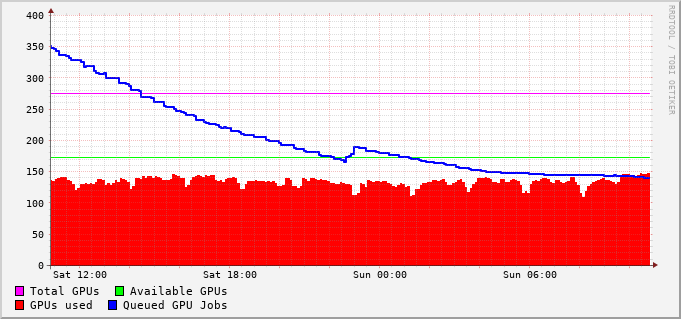 400
350
300
250
200
150
100
50
0
Sat 12:00 Sat 18:00 Sun 00:00 Sun 06:00
Total GPUs Available GPUs
GPUs used Queued GPU Jobs
RRDTOOL / TOBI OETIKER